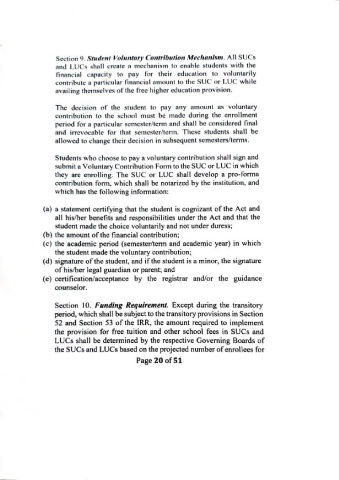 Section 9. Student Voluntary Contribution Mechanism. All SUCs
and LUCs shall create a mechanism to enable students with the
financial capacity to pay for their education to voluntarily
contribute a particular financial amount to the SUC or LUC while
availing themselves of the free higher education provision.
The decision of the student to pay any amount as voluntary
contribution to the school must be made during the enrollment
period for a particular semester/term and shall be considered final
and irrevocable for that semester/term. These students shall be
allowed to change their decision in subsequent semesters/terms.
Students who choose to pay a voluntary contribution shall sign and
submit a Voluntary Contribution Form to the SUC or LUC in which
they are enrolling. The SUC or LUC shall develop a pro-forma
contribution form, which shall be notarized by the institution, and
which has the following information:
(a) a statement certifying that the student is cognizant of the Act and
all his/her benefits and responsibilities under the Act and that the
student made the choice voluntarily and not under duress;
(b) the amount of the financial contribution;
(c) the academic period (semester/term and academic year) in which
the student made the voluntary contribution;
(d) signature of the student, and if the student is a minor, the signature
of his/her legal guardian or parent; and
(e) certification/acceptance by the registrar and/or the guidance
counselor.
Section 10. Funding Requirement. Except during the transitory
period, which shall be subject to the transitory provisions in Section
52 and Section 53 of the IRR, the amount required to implement
the provision for free tuition and other school fees in SUCs and
LUCs shall be determined by the respective Governing Boards of
the SUCs and LUCs based on the projected number of enrollees for
Page 20 of 51